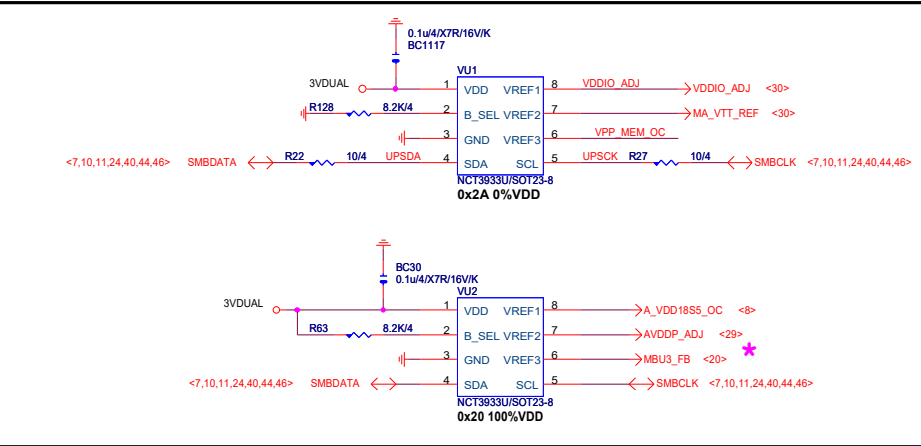 0.1u/4/X7R/16V/K
BC1117
VU1
3VDUAL 1 VDD VREF1 8 VDDIO_ADJ VDDIO_ADJ <30>
R128 8.2K/4 2 B_SEL VREF2 7 MA_VTT_REF <30>
3 GND VREF3 6 VPP_MEM_OC
<7,10,11,24,40,44,46> SMBDATA R22 10/4 UPSDA 4 SDA SCL 5 UPSCK R27 10/4 SMBCLK <7,10,11,24,40,44,46>
NCT3933U/SOT23-8
0x2A 0%VDD
BC30
0.1u/4/X7R/16V/K
VU2
3VDUAL 1 VDD VREF1 8 A_VDD18S5_OC <8>
R63 8.2K/4 2 B_SEL VREF2 7 AVDDP_ADJ <29>
3 GND VREF3 6 MBU3_FB <20> *
<7,10,11,24,40,44,46> SMBDATA 4 SDA SCL 5 SMBCLK <7,10,11,24,40,44,46>
NCT3933U/SOT23-8
0x20 100%VDD